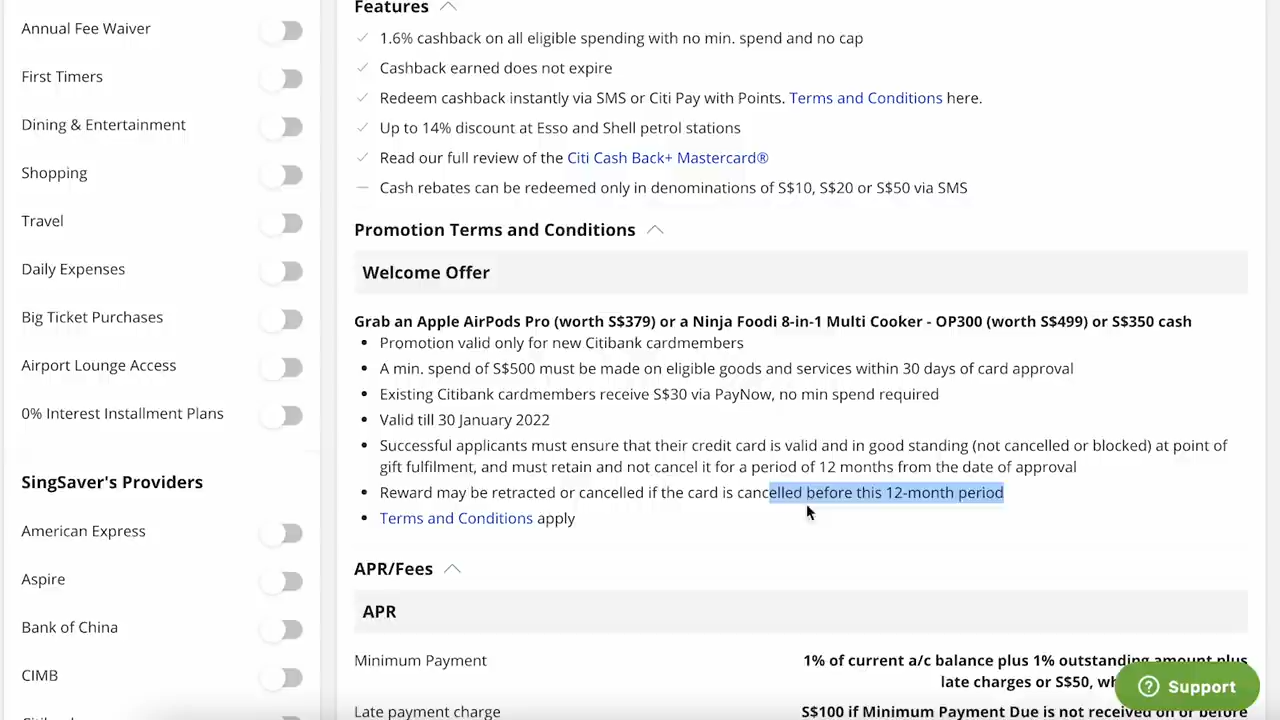 Annual Fee Waiver
First Timers
Dining & Entertainment
Shopping
Travel
Daily Expenses
Big Ticket Purchases
Airport Lounge Access
0% Interest Installment Plans
SingSaver's Providers
American Express
Aspire
Bank of China
CIMB
Features
1.6% cashback on all eligible spending with no min. spend and no cap
Cashback earned does not expire
Redeem cashback instantly via SMS or Citi Pay with Points. Terms and Conditions here.
Up to 14% discount at Esso and Shell petrol stations
Read our full review of the Citi Cash Back+ Mastercard®
Cash rebates can be redeemed only in denominations of S$10, S$20 or S$50 via SMS
Promotion Terms and Conditions
Welcome Offer
Grab an Apple AirPods Pro (worth S$379) or a Ninja Foodi 8-in-1 Multi Cooker - OP300 (worth S$499) or S$350 cash
• Promotion valid only for new Citibank cardmembers
• A min. spend of S$500 must be made on eligible goods and services within 30 days of card approval
• Existing Citibank cardmembers receive S$30 via PayNow, no min spend required
• Valid till 30 January 2022
• Successful applicants must ensure that their credit card is valid and in good standing (not cancelled or blocked) at point of
gift fulfilment, and must retain and not cancel it for a period of 12 months from the date of approval
• Reward may be retracted or cancelled if the card is cancelled before this 12-month period
• Terms and Conditions apply
APR/Fees
APR
Minimum Payment
1% of current a/c balance plus 1% outstanding amount plus
late charges or S$50,
Late payment charge
S$100 if Minimum Payment Due is not received on or before
Support